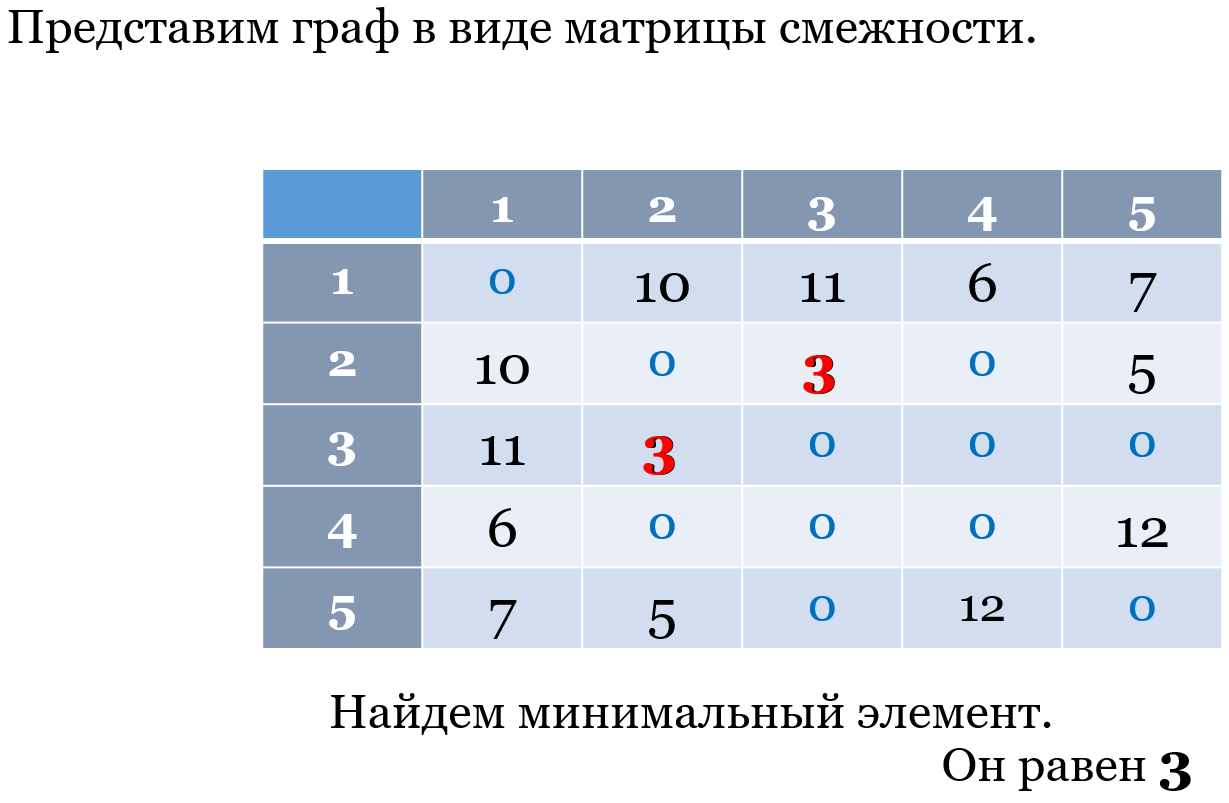 Представим граф в виде матрицы смежности.
1 2 3 4 5
1 0 10 11 6 7
2 10 0 3 0 5
3 11 3 0 0 0
4 6 0 0 0 12
5 7 5 0 12 0
Найдем минимальный элемент.
Он равен 3